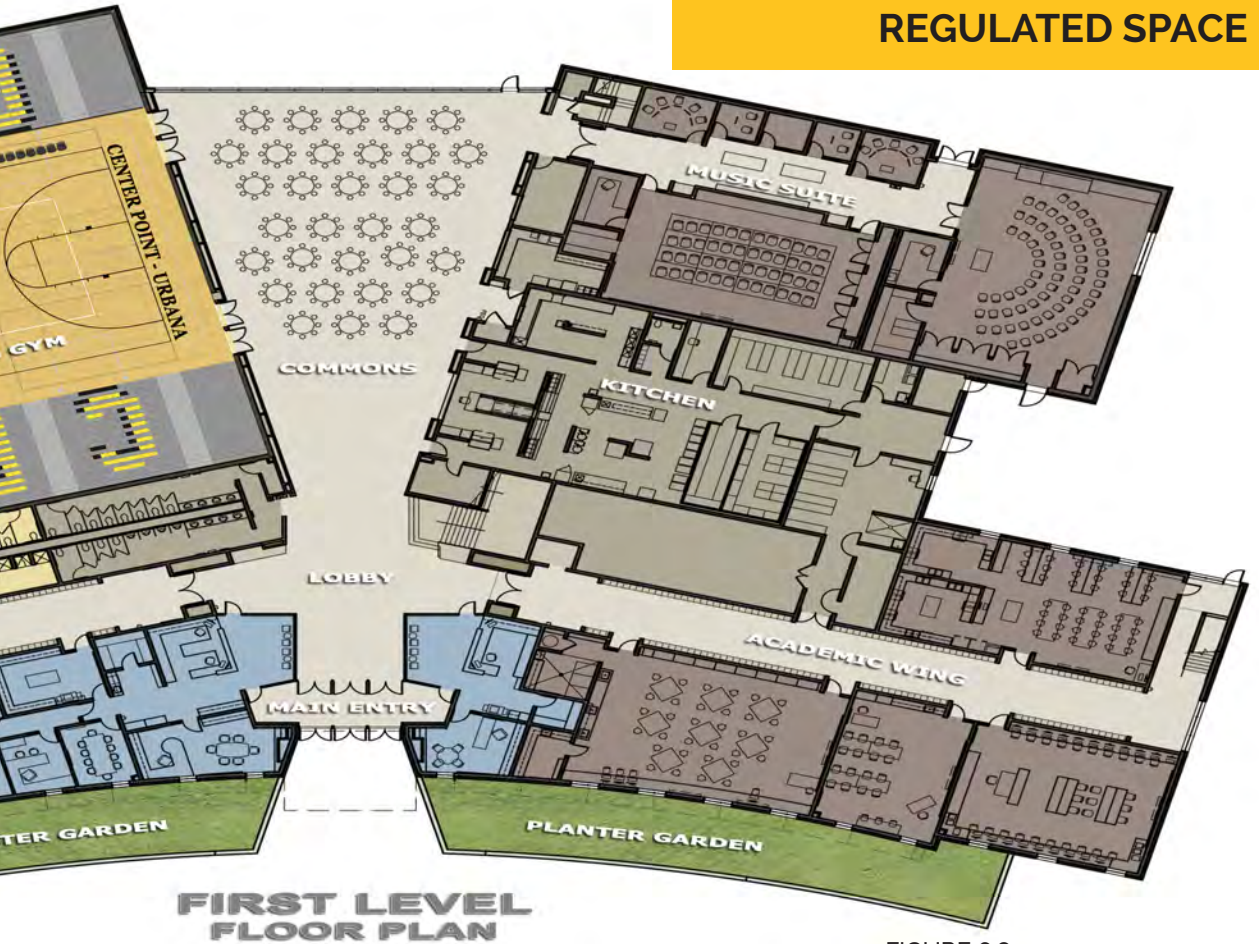 REGULATED SPACE
CENTER POINT - URBANA
MUSIC SUITE
GYM
COMMONS
KITCHEN
LOBBY
ACADEMIC WING
MAIN ENTRY
TER GARDEN
PLANTER GARDEN
FIRST LEVEL
FLOOR PLAN